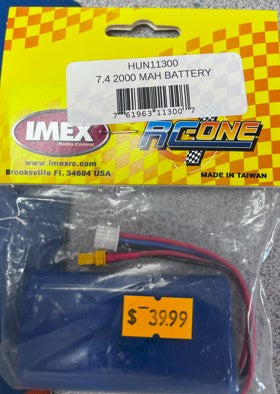 HUN11300
7.4 2000 MAH BATTERY
7 61963 11300 7
IMEX
Radio Control
RC-ONE
www.imexrc.com
Brooksville Fl. 34604 USA
MADE IN TAIWAN
$ 39.99